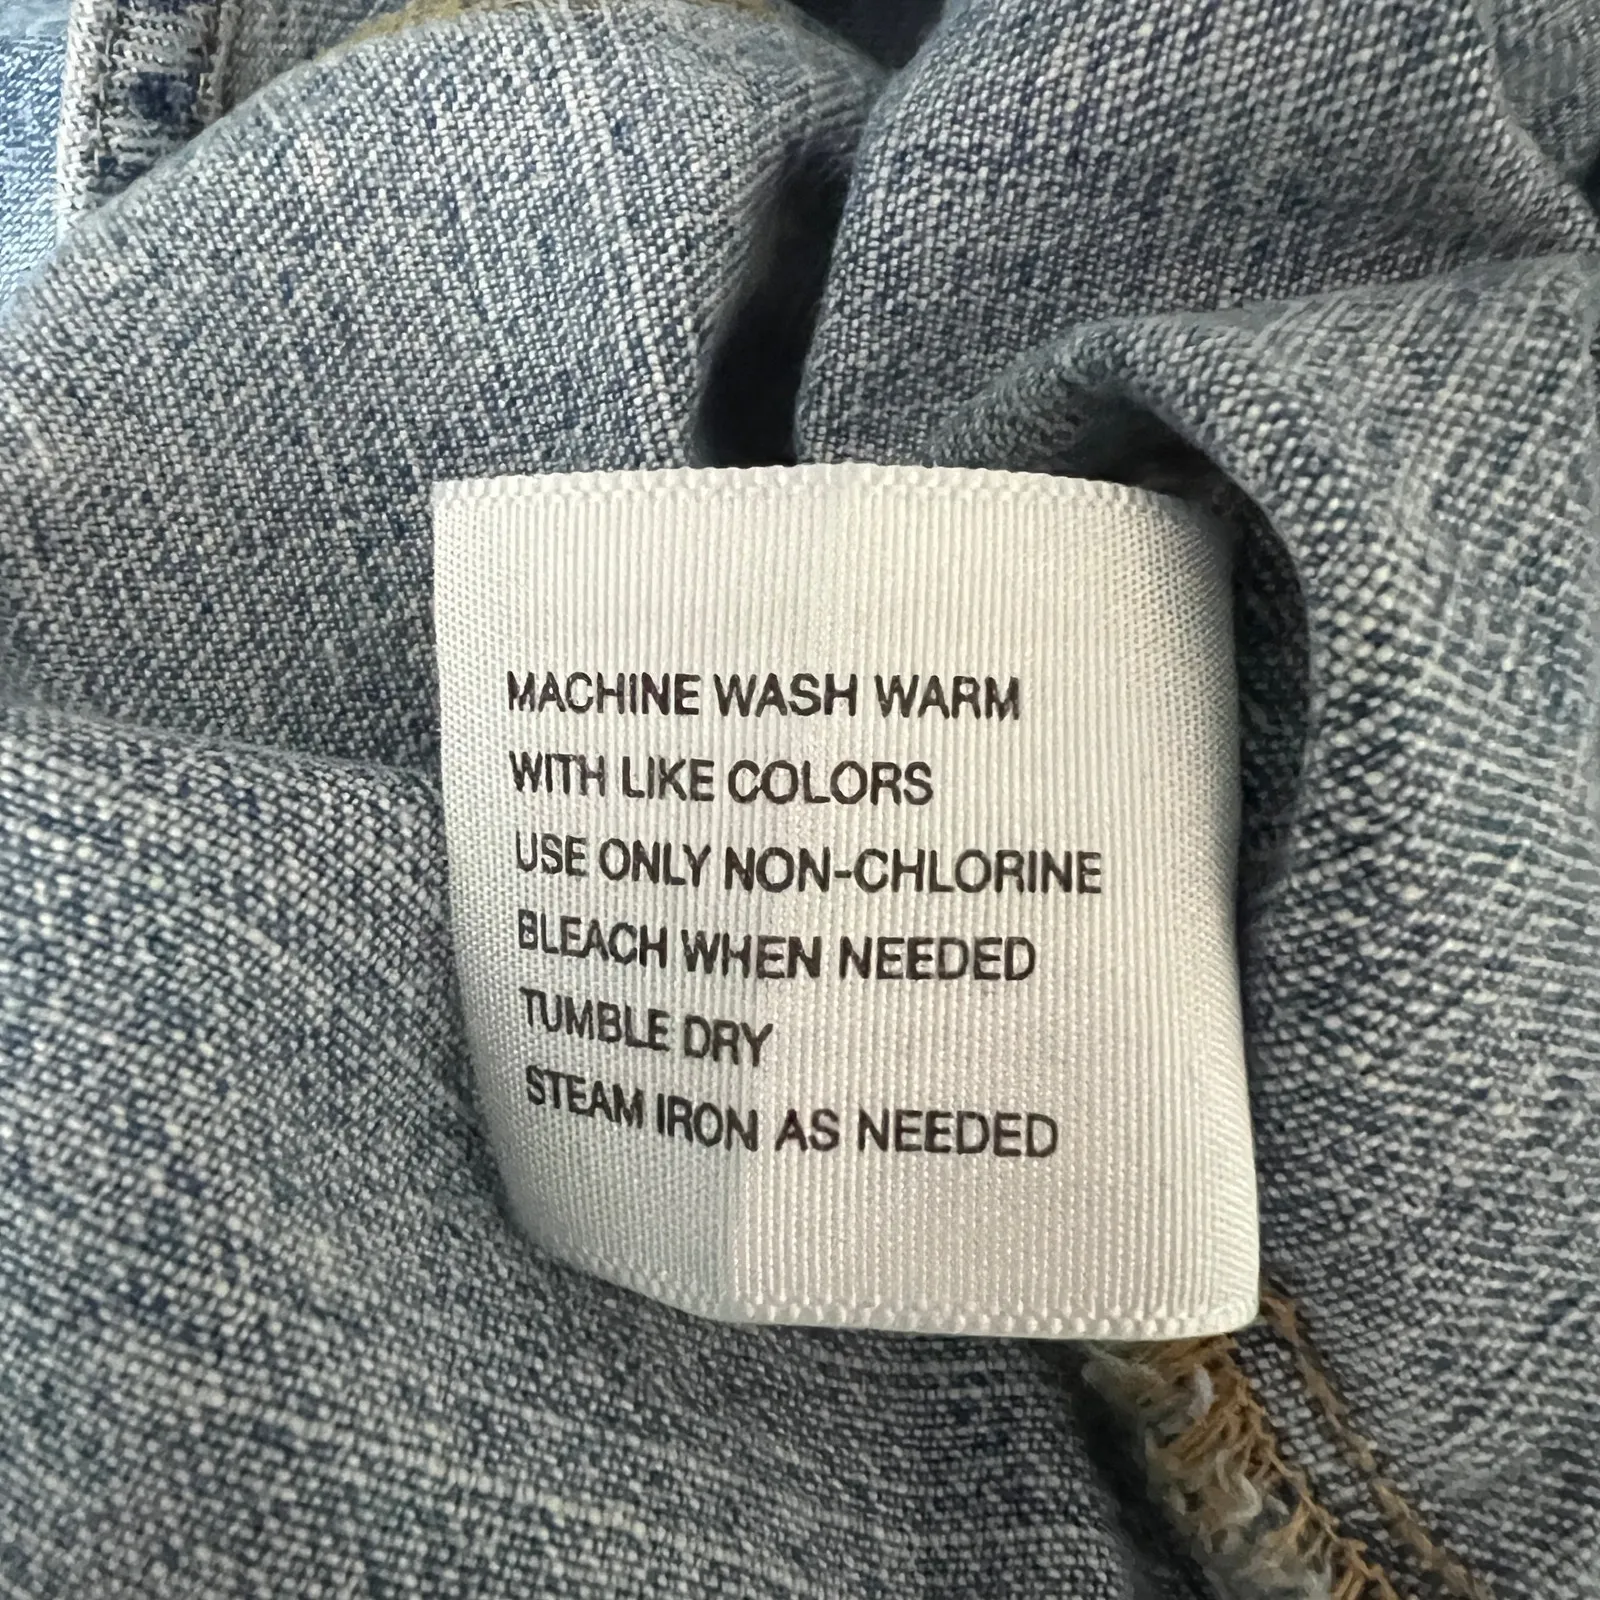 MACHINE WASH WARM
WITH LIKE COLORS
USE ONLY NON-CHLORINE
BLEACH WHEN NEEDED
TUMBLE DRY
STEAM IRON AS NEEDED